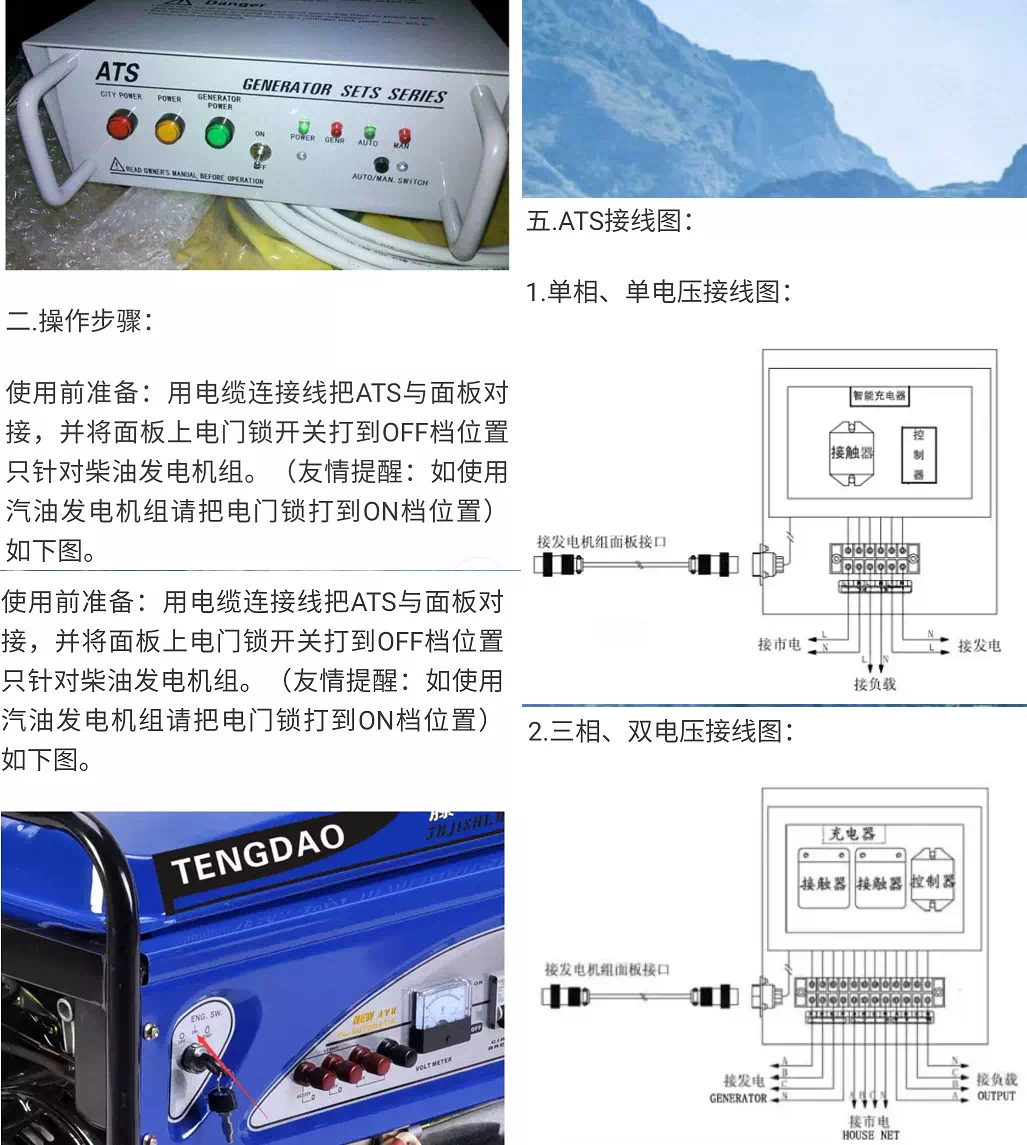 Danger
ATS
GENERATOR SETS SERIES
CITY POWER
POWER
GENERATOR
POWER
ON
OFF
POWER
GENR
AUTO
MAN
AUTO/MAN. SWITCH
READ OWNER'S MANUAL BEFORE OPERATION
二.操作步骤：
使用前准备：用电缆连接线把ATS与面板对
接，并将面板上电门锁开关打到OFF档位置
只针对柴油发电机组。（友情提醒：如使用
汽油发电机组请把电门锁打到ON档位置）
如下图。
使用前准备：用电缆连接线把ATS与面板对
接，并将面板上电门锁开关打到OFF档位置
只针对柴油发电机组。（友情提醒：如使用
汽油发电机组请把电门锁打到ON档位置）
如下图。
TENGDAO
ENG. SW.
NEW AVR
VOLT METER
V
OFF
ON
五.ATS接线图：
1.单相、单电压接线图：
智能充电器
接触器
控
制
器
接发电机组面板接口
接市电
L
N
L
N
N
L
接发电
接负载
2.三相、双电压接线图：
充电器
接触器
接触器
控制器
接发电机组面板接口
接发电
GENERATOR
A
B
C
N
A B C N
接市电
HOUSE NET
N
C
B
A
接负载
OUTPUT